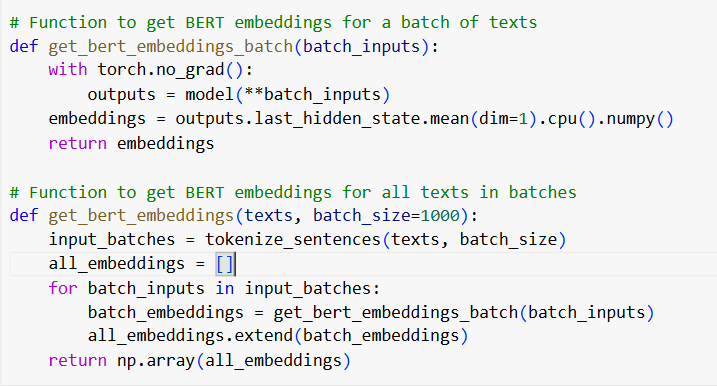 # Function to get BERT embeddings for a batch of texts
def get_bert_embeddings_batch(batch_inputs):
    with torch.no_grad():
        outputs = model(**batch_inputs)
    embeddings = outputs.last_hidden_state.mean(dim=1).cpu().numpy()
    return embeddings

# Function to get BERT embeddings for all texts in batches
def get_bert_embeddings(texts, batch_size=1000):
    input_batches = tokenize_sentences(texts, batch_size)
    all_embeddings = []
    for batch_inputs in input_batches:
        batch_embeddings = get_bert_embeddings_batch(batch_inputs)
        all_embeddings.extend(batch_embeddings)
    return np.array(all_embeddings)